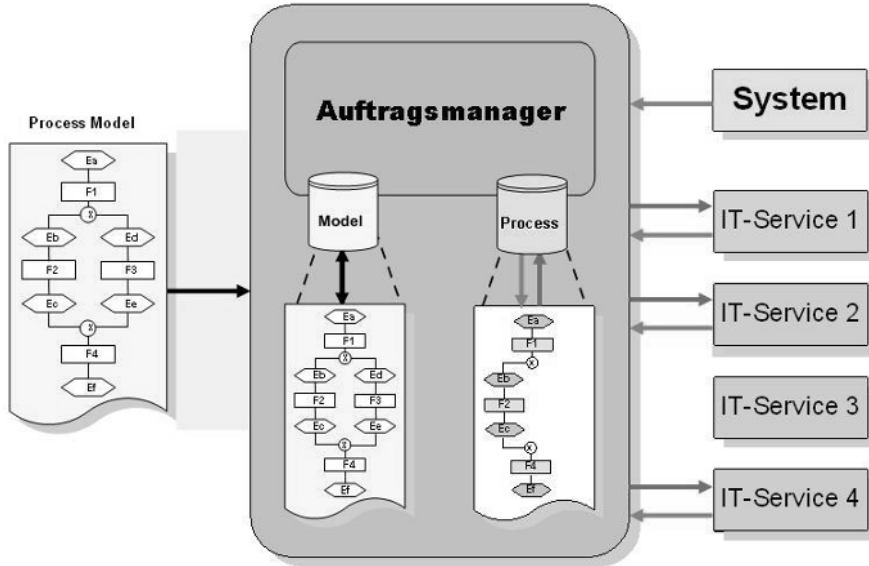 Process Model
Ea
F1
X
Eb Ed
F2 F3
Ec Ee
X
F4
Ef
Auftragsmanager
Model
Process
Ea
F1
X
Eb Ed
F2 F3
Ec Ee
X
F4
Ef
Ea
F1
X
Eb
F2
Ec
X
F4
Ef
System
IT-Service 1
IT-Service 2
IT-Service 3
IT-Service 4